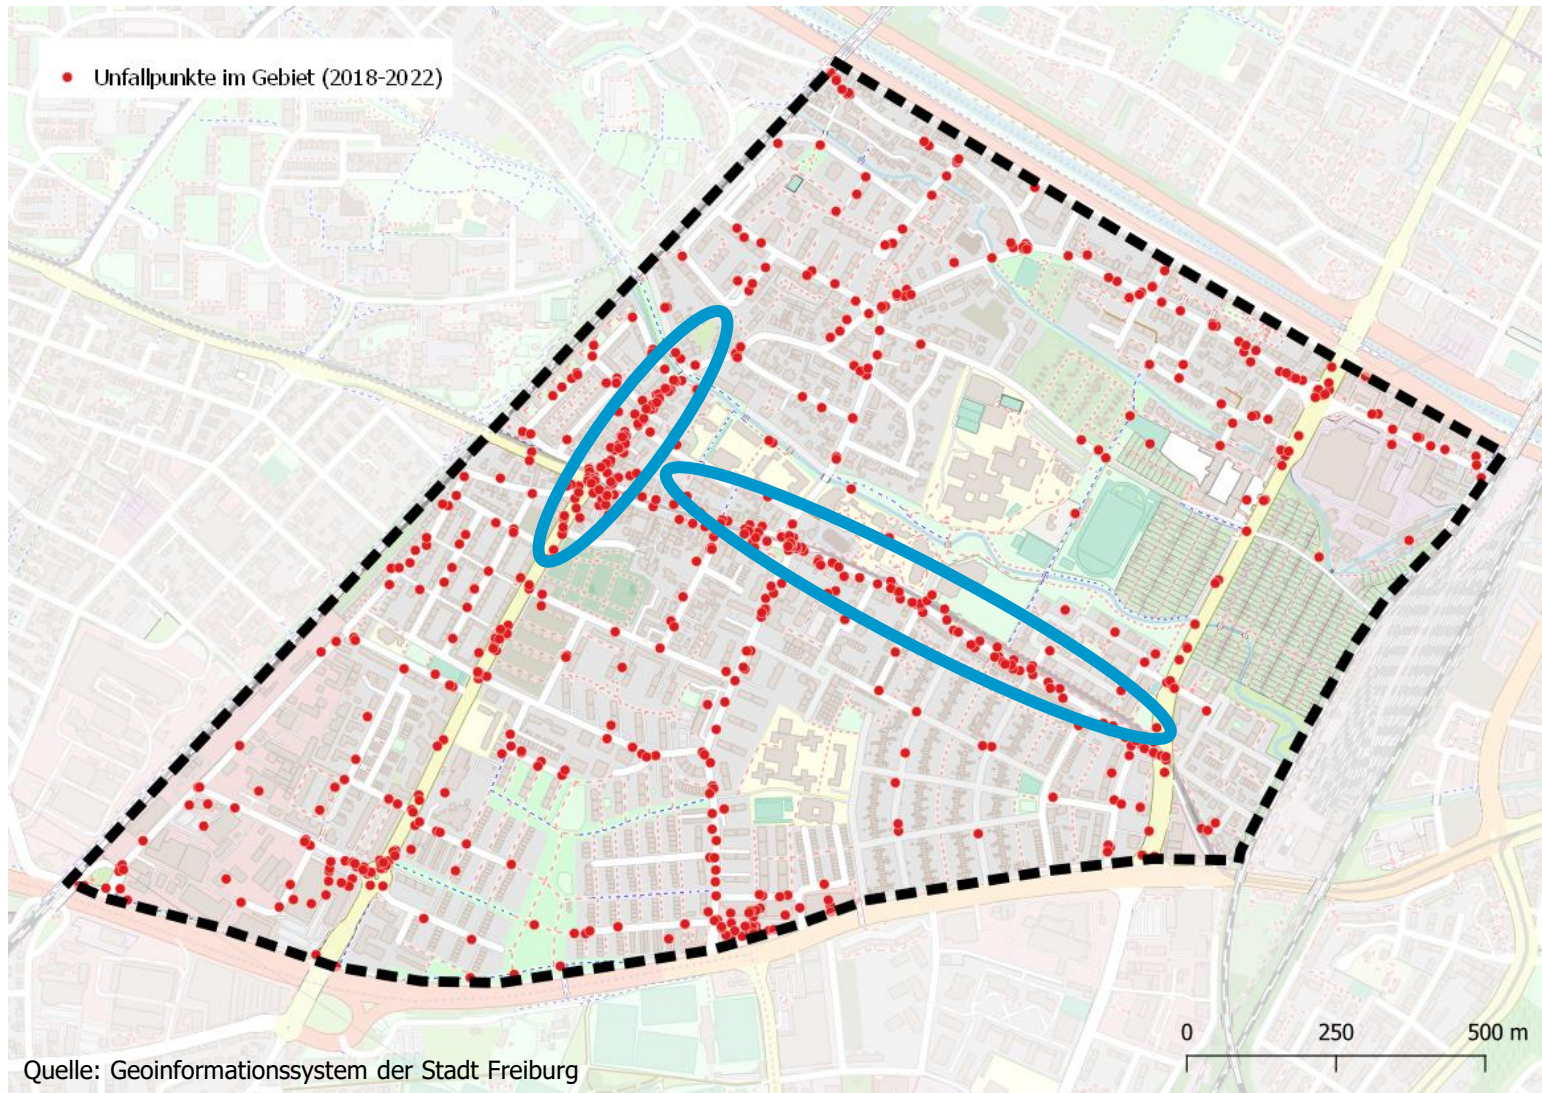 Unfallpunkte im Gebiet (2018-2022)
0 250 500 m
Quelle: Geoinformationssystem der Stadt Freiburg